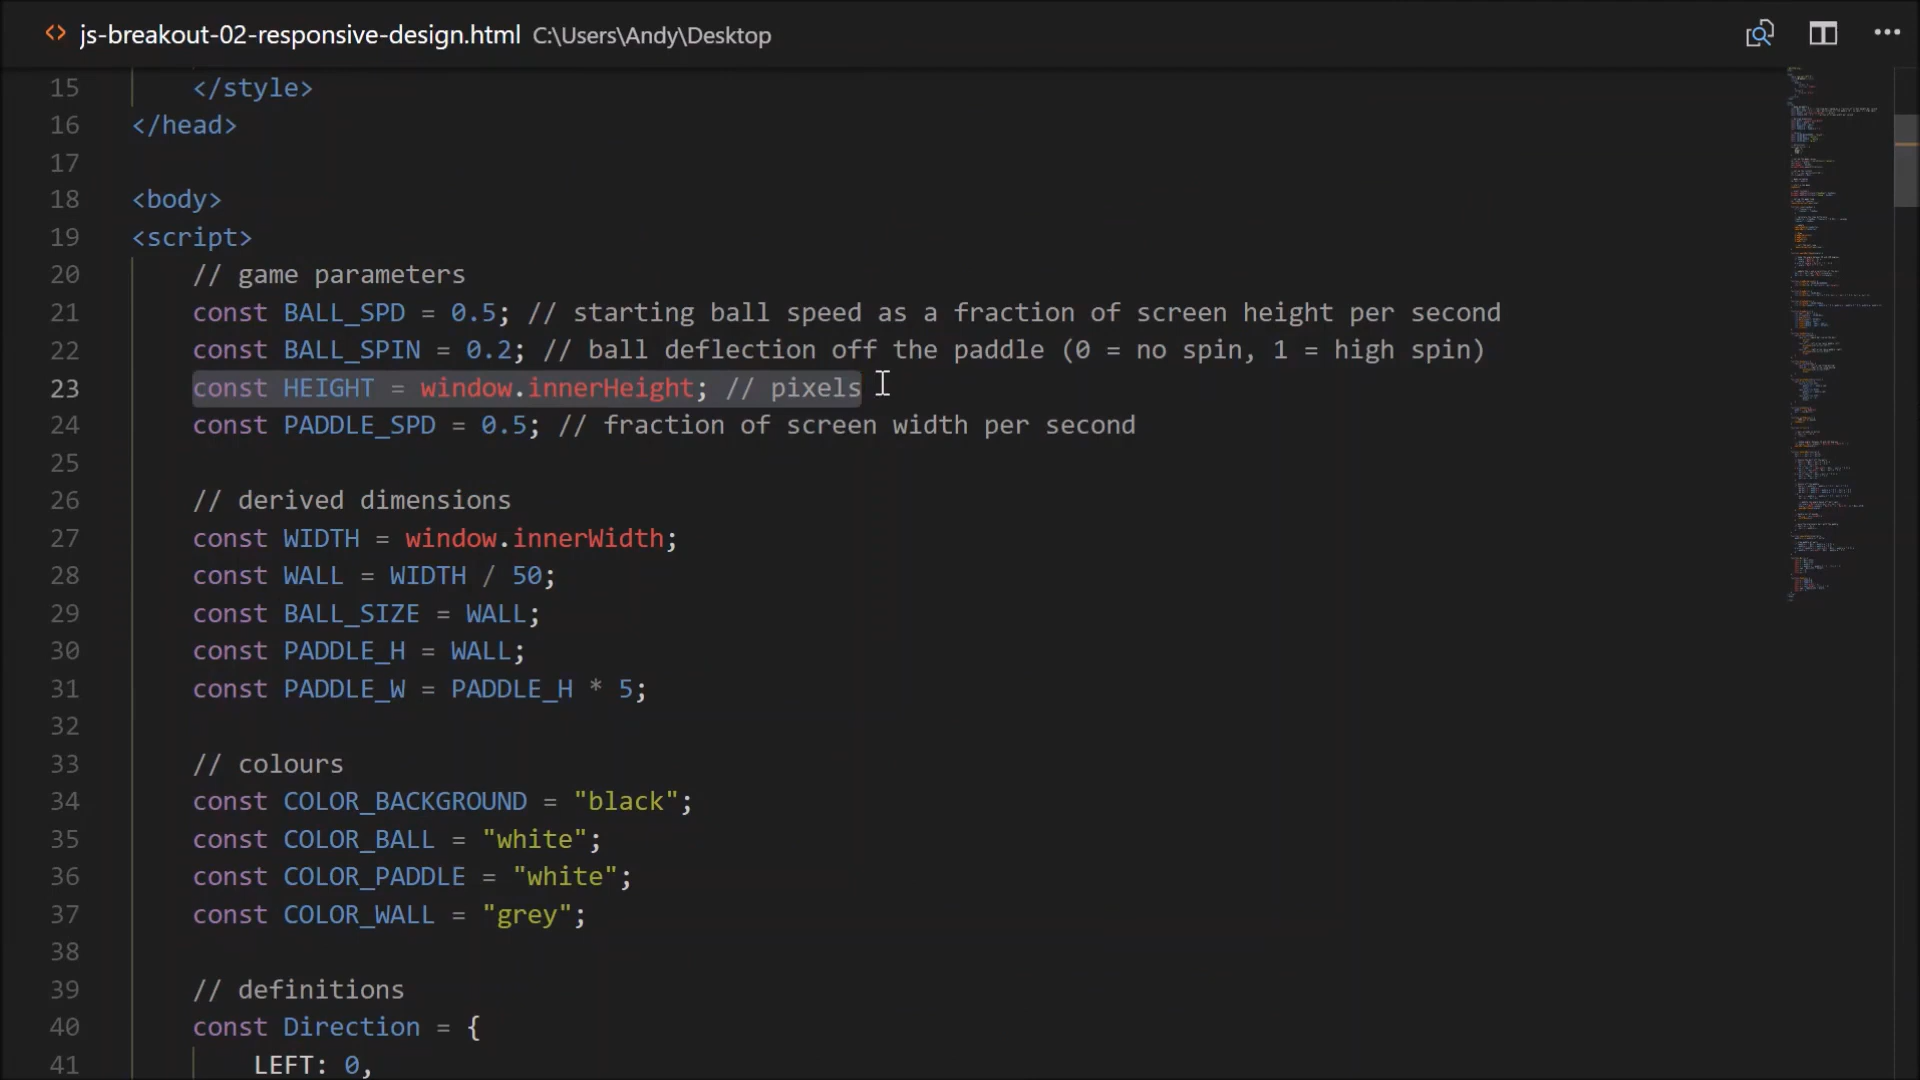 <> js-breakout-02-responsive-design.html C:\Users\Andy\Desktop
15 </style>
16 </head>
17
18 <body>
19 <script>
20 // game parameters
21 const BALL_SPD = 0.5; // starting ball speed as a fraction of screen height per second
22 const BALL_SPIN = 0.2; // ball deflection off the paddle (0 = no spin, 1 = high spin)
23 const HEIGHT = window.innerHeight; // pixels
24 const PADDLE_SPD = 0.5; // fraction of screen width per second
25
26 // derived dimensions
27 const WIDTH = window.innerWidth;
28 const WALL = WIDTH / 50;
29 const BALL_SIZE = WALL;
30 const PADDLE_H = WALL;
31 const PADDLE_W = PADDLE_H * 5;
32
33 // colours
34 const COLOR_BACKGROUND = "black";
35 const COLOR_BALL = "white";
36 const COLOR_PADDLE = "white";
37 const COLOR_WALL = "grey";
38
39 // definitions
40 const Direction = {
41 LEFT: 0,